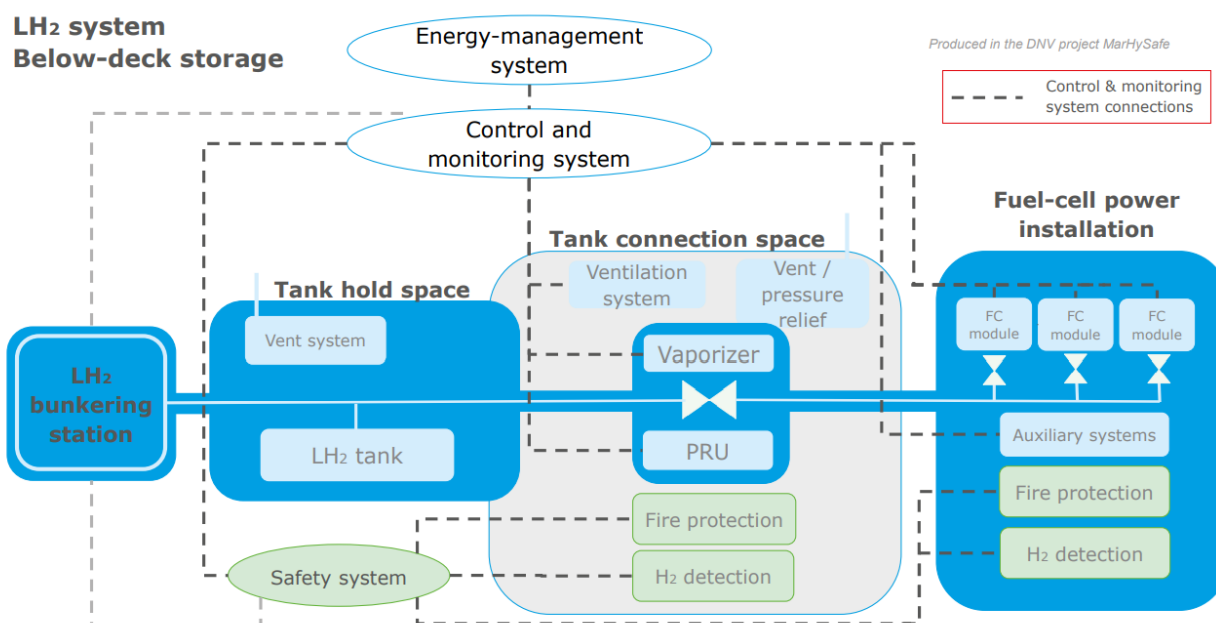 LH₂ system
Below-deck storage
Energy-management
system
Produced in the DNV project MarHySafe
Control & monitoring
system connections
Control and
monitoring system
Fuel-cell power
installation
Tank connection space
Ventilation
system
Vent /
pressure
relief
Tank hold space
Vent system
FC
module
FC
module
FC
module
Vaporizer
LH₂
bunkering
station
LH₂ tank
PRU
Auxiliary systems
Fire protection
Fire protection
H₂ detection
H₂ detection
Safety system